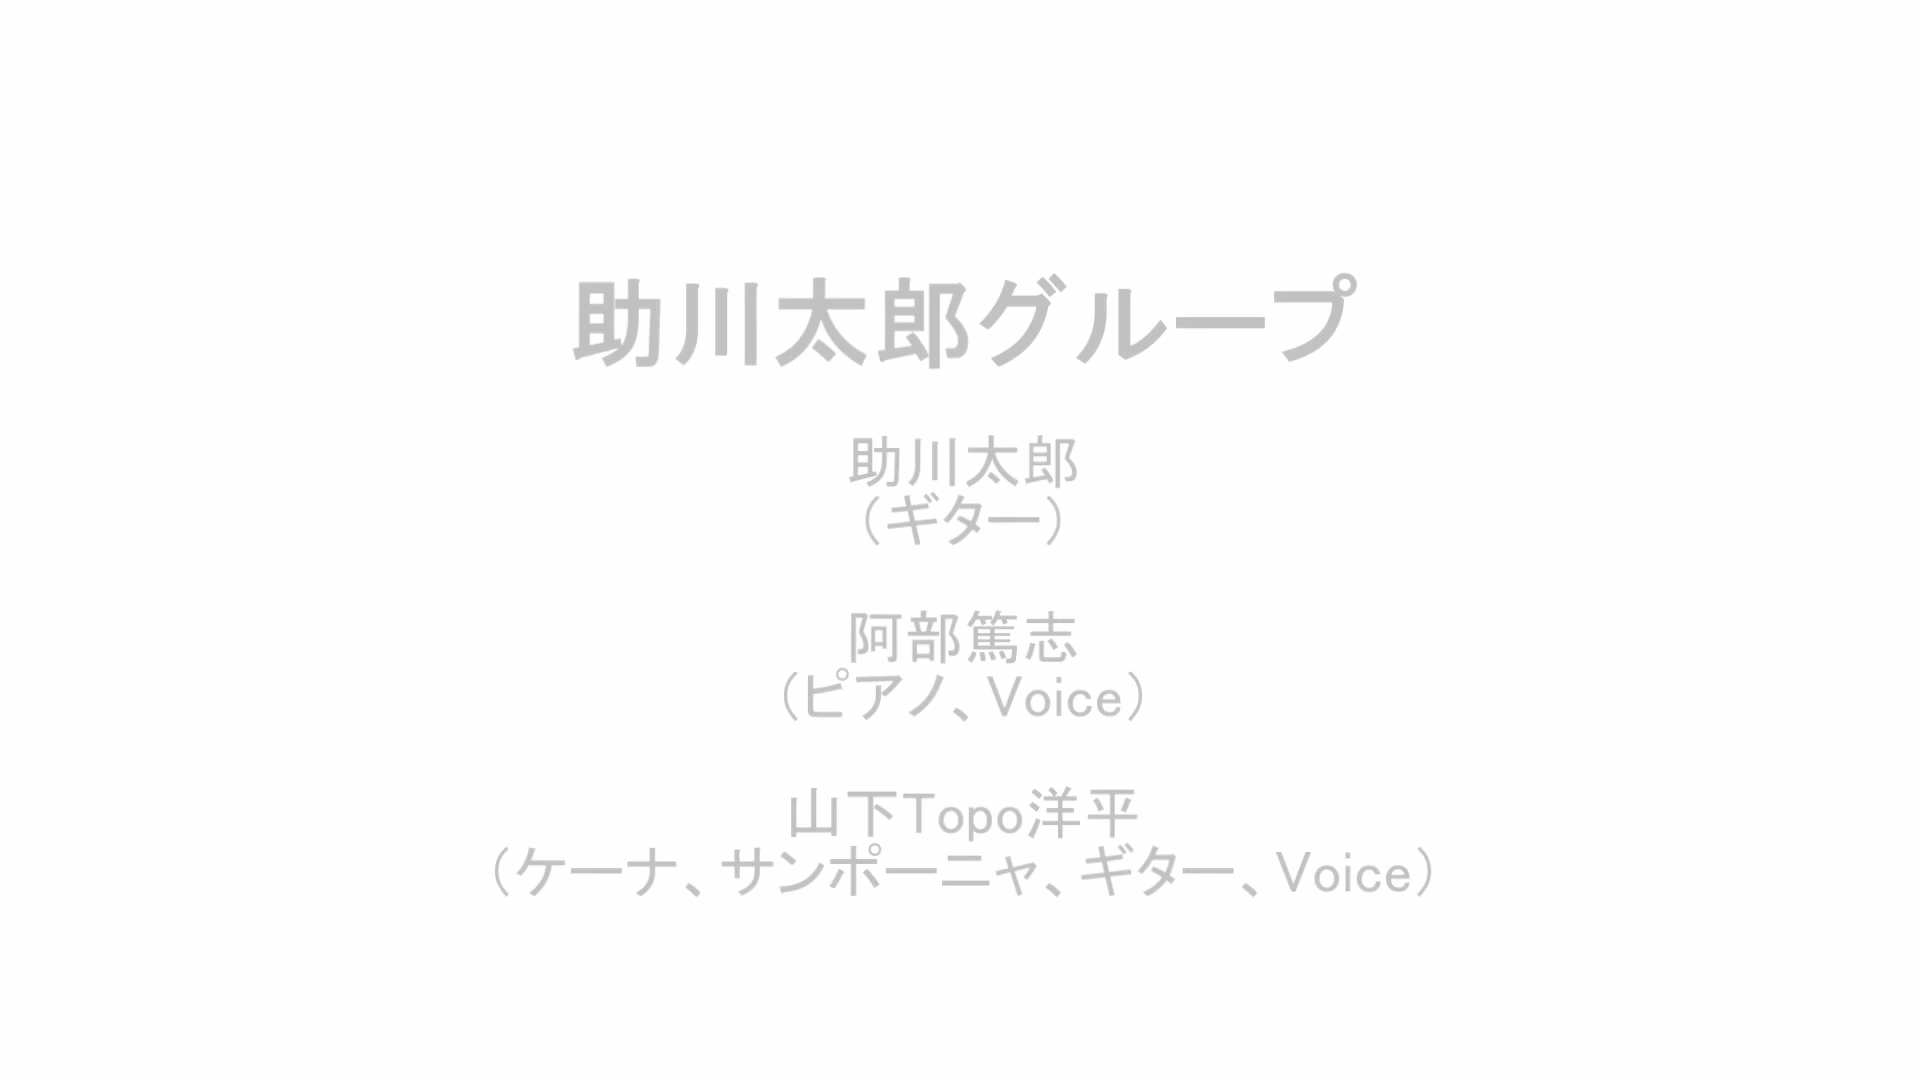 助川太郎グループ
助川太郎
（ギター）
阿部篤志
（ピアノ、Voice）
山下Topo洋平
（ケーナ、サンポーニャ、ギター、Voice）